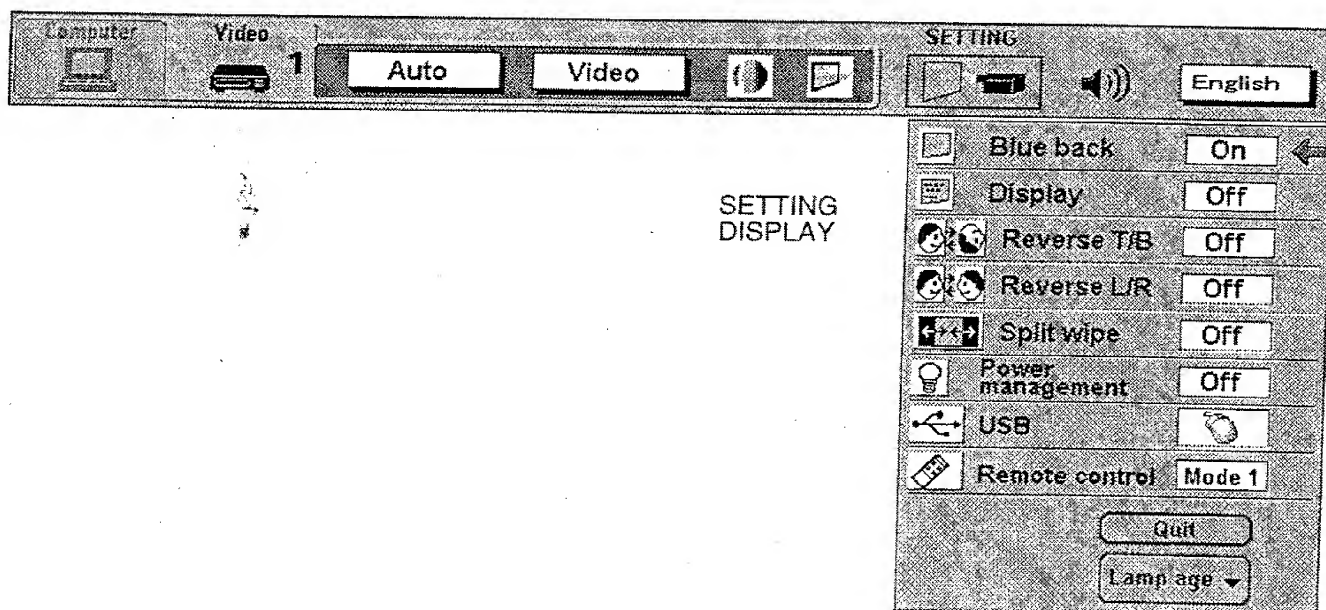 Computer
Video
1
Auto
Video
SETTING
English
SETTING
DISPLAY
Blue back On
Display Off
Reverse T/B Off
Reverse L/R Off
Split wipe Off
Power
management Off
USB
Remote control Mode 1
Quit
Lamp age